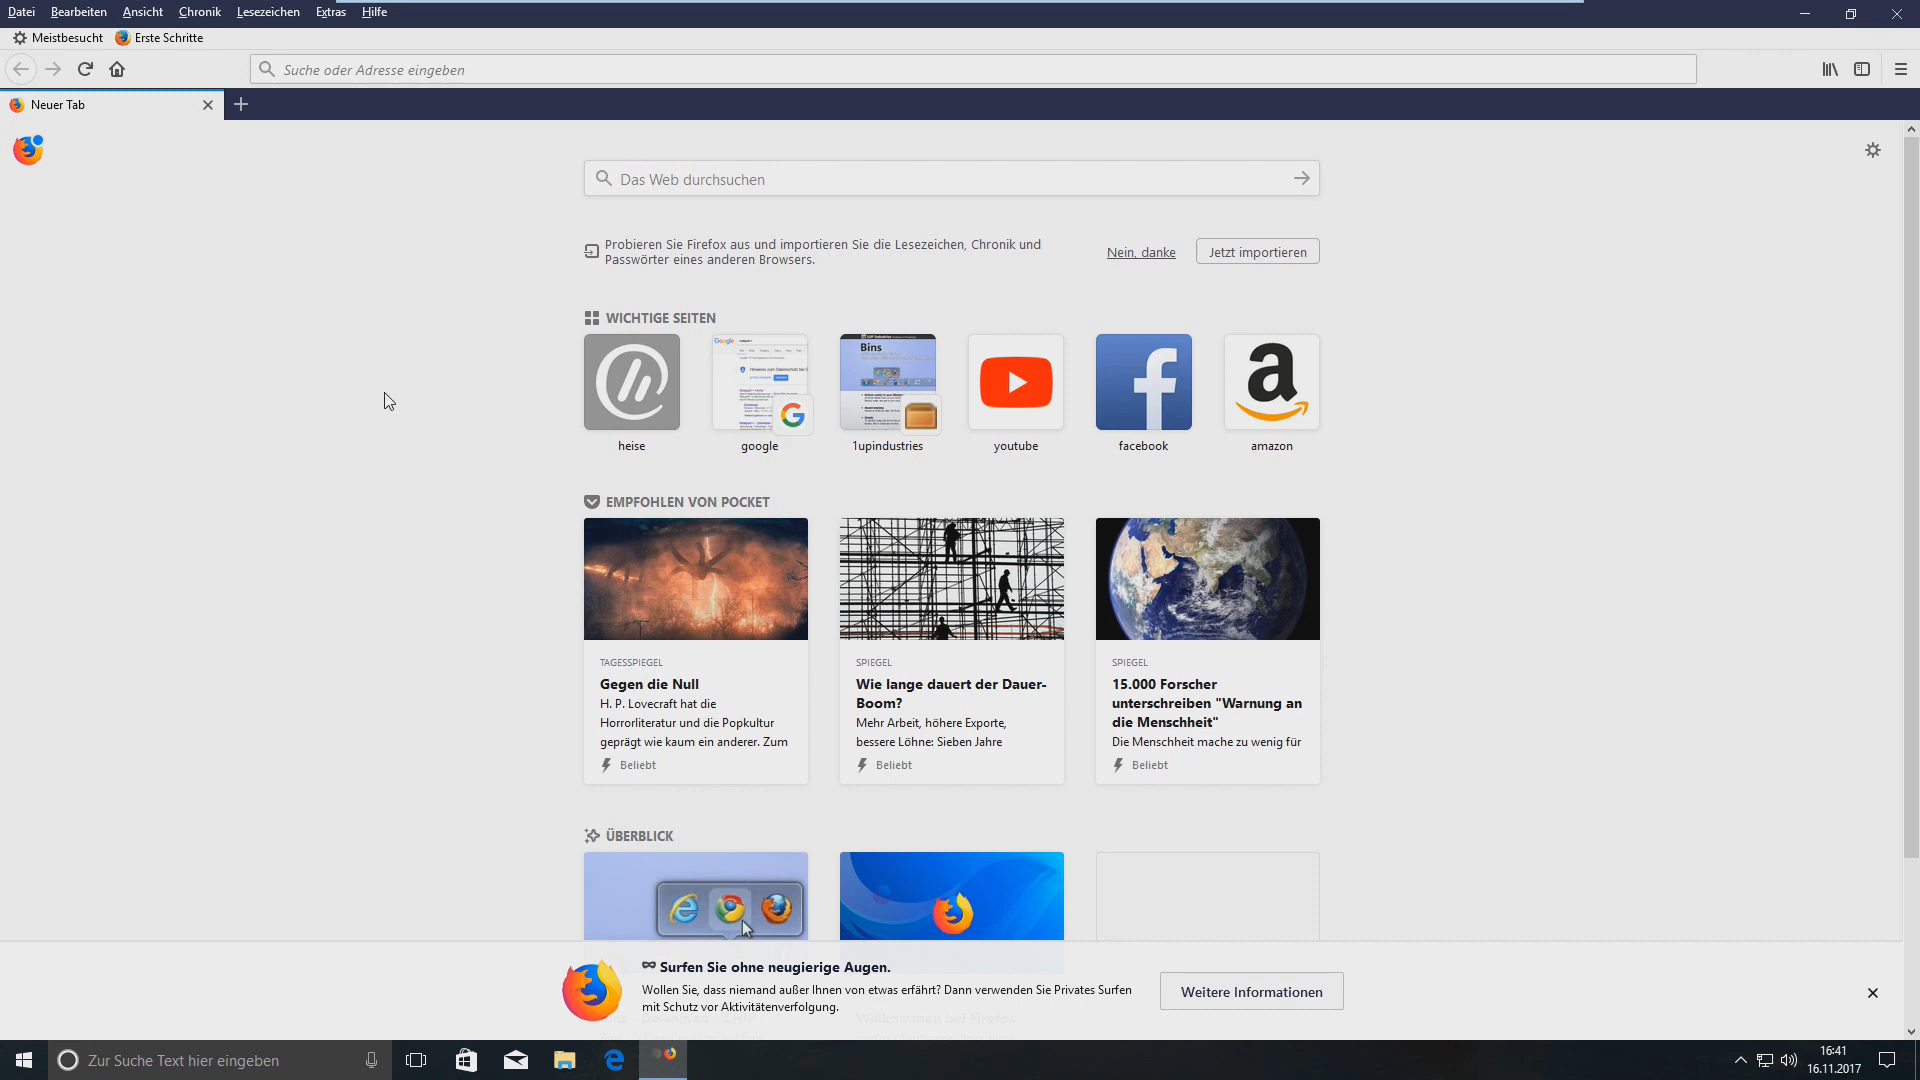 Datei Bearbeiten Ansicht Chronik Lesezeichen Extras Hilfe
Meistbesucht Erste Schritte
Suche oder Adresse eingeben
Neuer Tab
Das Web durchsuchen
Probieren Sie Firefox aus und importieren Sie die Lesezeichen, Chronik und
Passwörter eines anderen Browsers.
Nein, danke
Jetzt importieren
WICHTIGE SEITEN
Google
Bins
heise google 1upindustries youtube facebook amazon
EMPFOHLEN VON POCKET
TAGESSPIEGEL
Gegen die Null
H. P. Lovecraft hat die
Horrorliteratur und die Popkultur
geprägt wie kaum ein anderer. Zum
Beliebt
SPIEGEL
Wie lange dauert der Dauer-
Boom?
Mehr Arbeit, höhere Exporte,
bessere Löhne: Sieben Jahre
Beliebt
SPIEGEL
15.000 Forscher
unterschreiben "Warnung an
die Menschheit"
Die Menschheit mache zu wenig für
Beliebt
ÜBERBLICK
Surfen Sie ohne neugierige Augen.
Wollen Sie, dass niemand außer Ihnen von etwas erfährt? Dann verwenden Sie Privates Surfen
mit Schutz vor Aktivitätenverfolgung.
Weitere Informationen
Willkommen bei Firefox
Zur Suche Text hier eingeben
16:41
16.11.2017